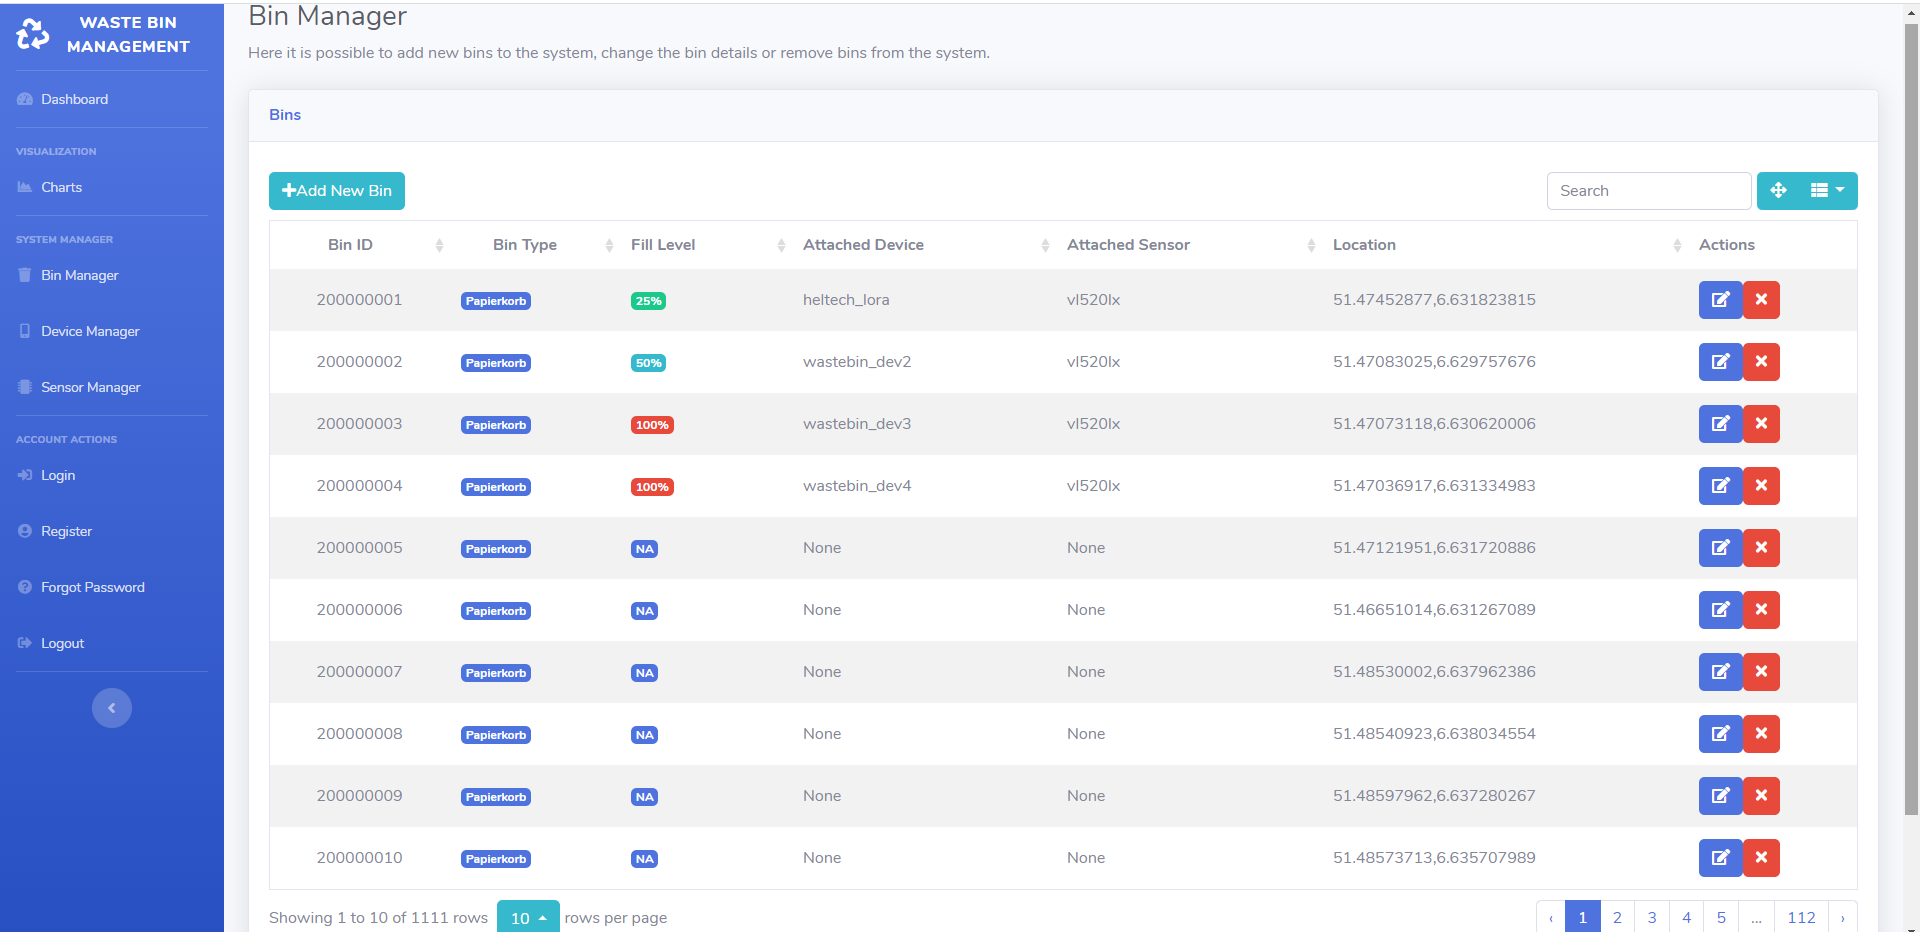 WASTE BIN
MANAGEMENT
Dashboard
VISUALIZATION
Charts
SYSTEM MANAGER
Bin Manager
Device Manager
Sensor Manager
ACCOUNT ACTIONS
Login
Register
Forgot Password
Logout
Bin Manager
Here it is possible to add new bins to the system, change the bin details or remove bins from the system.
Bins
Add New Bin
Search
Bin ID Bin Type Fill Level Attached Device Attached Sensor Location Actions
200000001 Papierkorb 25% heltech_lora vl520lx 51.47452877,6.631823815
200000002 Papierkorb 50% wastebin_dev2 vl520lx 51.47083025,6.629757676
200000003 Papierkorb 100% wastebin_dev3 vl520lx 51.47073118,6.630620006
200000004 Papierkorb 100% wastebin_dev4 vl520lx 51.47036917,6.631334983
200000005 Papierkorb NA None None 51.47121951,6.631720886
200000006 Papierkorb NA None None 51.46651014,6.631267089
200000007 Papierkorb NA None None 51.48530002,6.637962386
200000008 Papierkorb NA None None 51.48540923,6.638034554
200000009 Papierkorb NA None None 51.48597962,6.637280267
200000010 Papierkorb NA None None 51.48573713,6.635707989
Showing 1 to 10 of 1111 rows 10 rows per page
‹ 1 2 3 4 5 ... 112 ›